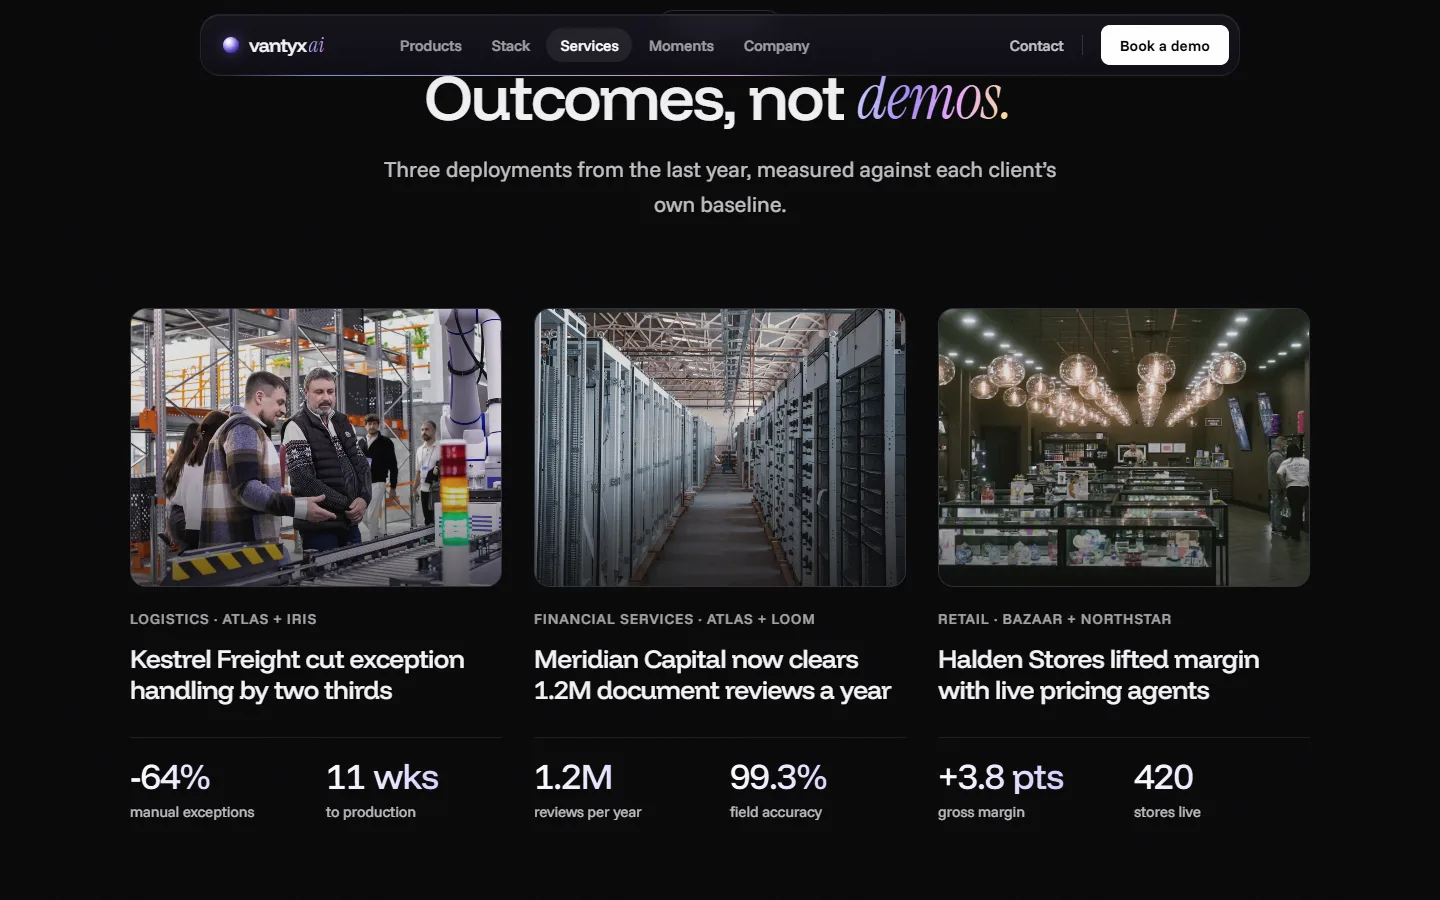 vantyx ai
Products
Stack
Services
Moments
Company
Contact
Book a demo
Outcomes, not demos.
Three deployments from the last year, measured against each client’s
own baseline.
LOGISTICS · ATLAS + IRIS
Kestrel Freight cut exception
handling by two thirds
-64%
manual exceptions
11 wks
to production
FINANCIAL SERVICES · ATLAS + LOOM
Meridian Capital now clears
1.2M document reviews a year
1.2M
reviews per year
99.3%
field accuracy
RETAIL · BAZAAR + NORTHSTAR
Halden Stores lifted margin
with live pricing agents
+3.8 pts
gross margin
420
stores live